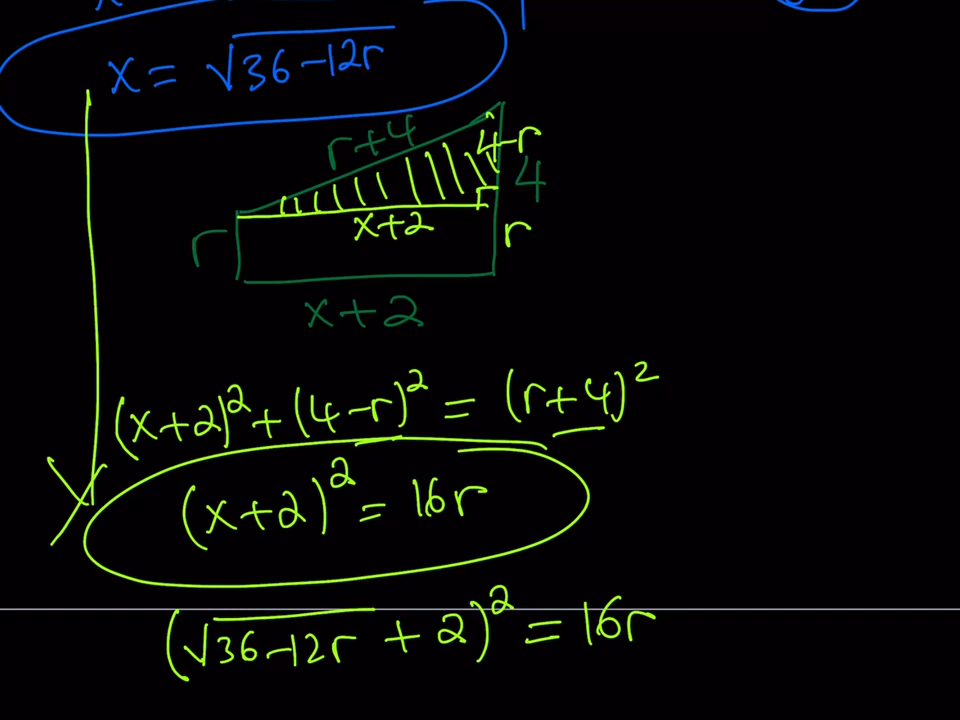 x = √36-12r
r+4
4-r
4
x+2
r
r
x+2
(x+2)² + (4-r)² = (r+4)²
(x+2)² = 16r
(√36-12r + 2)² = 16r